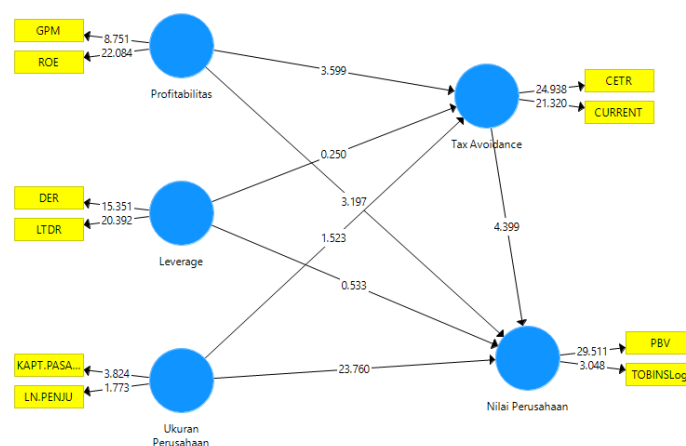 GPM
8.751
22.084
ROE
Profitabilitas
3.599
24.938
CETR
21.320
CURRENT
Tax Avoidance
0.250
DER
15.351
20.392
LTDR
Leverage
3.197
4.399
1.523
0.533
KAPT.PASA...
3.824
1.773
LN.PENJU
Ukuran
Perusahaan
23.760
29.511
PBV
3.048
TOBINSLog
Nilai Perusahaan